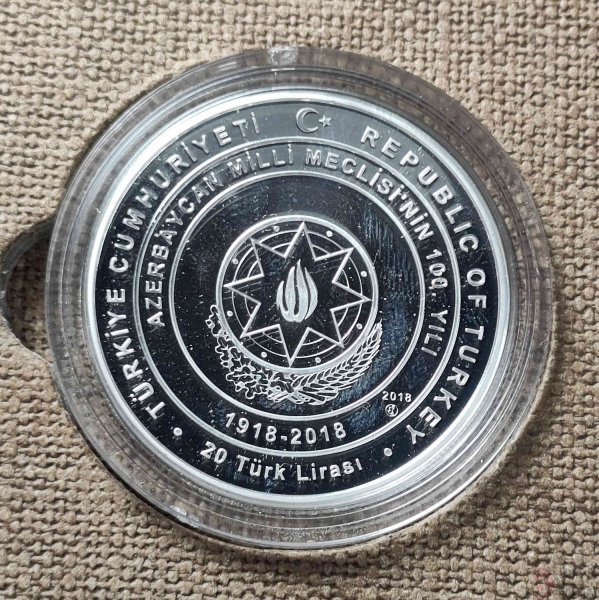 TÜRKİYE CUMHURİYETİ
REPUBLIC OF TURKEY
AZERBAYCAN MİLLİ MECLİSİ'NİN 100. YILI
2018
1918-2018
20 Türk Lirası